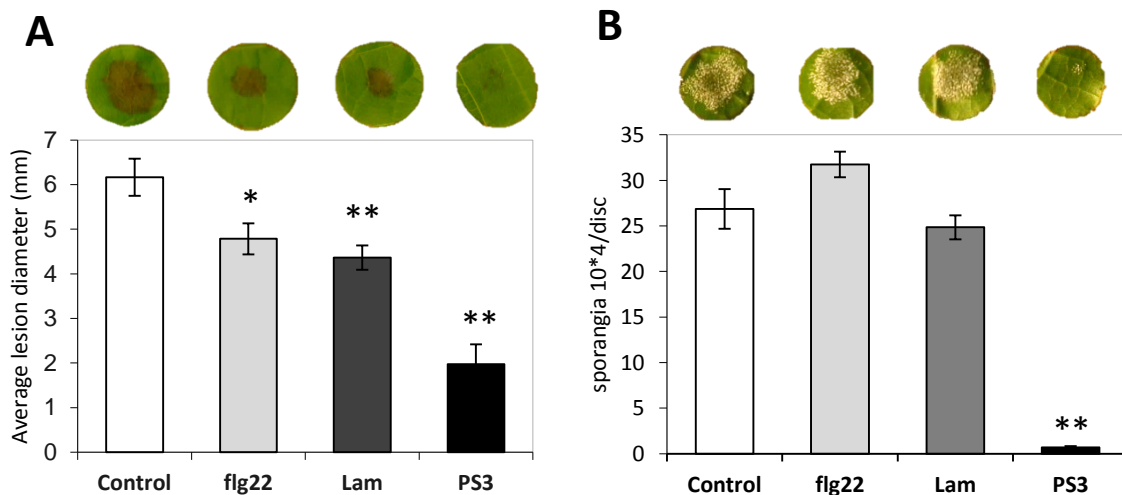 A
B
Average lesion diameter (mm)
7
6
5
4
3
2
1
0
*
**
**
Control
flg22
Lam
PS3
sporangia 10*4/disc
35
30
25
20
15
10
5
0
**
Control
flg22
Lam
PS3